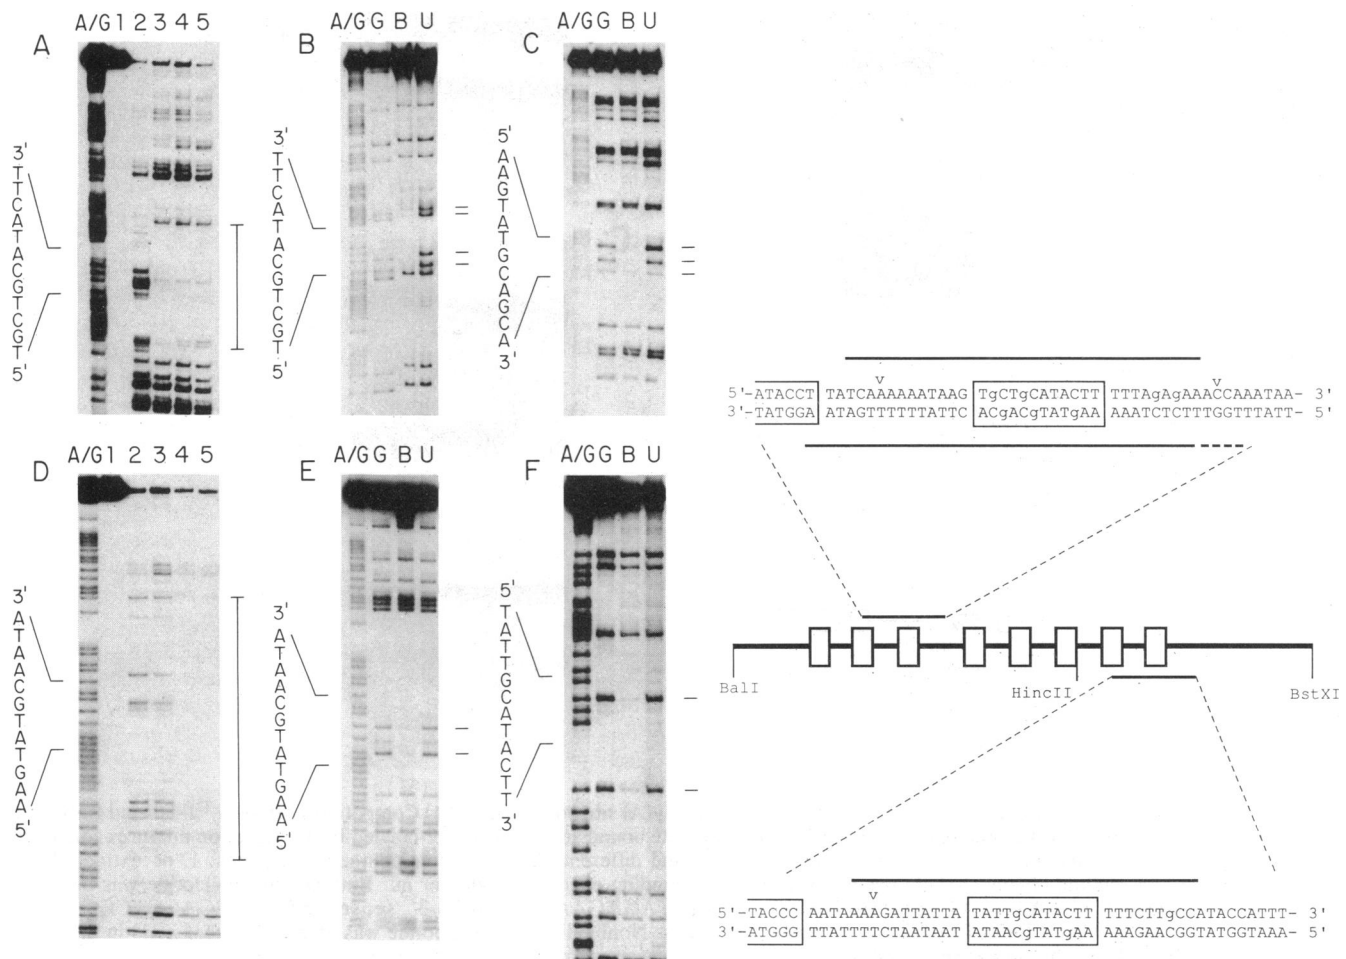 A
A/G 1 2 3 4 5
3'
T
T
C
A
T
A
C
G
T
C
G
T
5'
B
A/G G B U
3'
T
T
C
A
T
A
C
G
T
C
G
T
5'
C
A/G G B U
5'
A
A
G
T
A
T
G
C
A
G
C
A
3'
D
A/G 1 2 3 4 5
3'
A
T
A
A
C
G
T
A
T
G
A
A
5'
E
A/G G B U
3'
A
T
A
A
C
G
T
A
T
G
A
A
5'
F
A/G G B U
5'
T
A
T
T
G
C
A
T
A
C
T
T
3'
v v
5'-ATACCT TATCAAAAAATAAG TgCTgCATACTT TTTAgAgAAACCAAATAA- 3'
3'-TATGGA ATAGTTTTTTATTC ACgACgTATgAA AAATCTCTTTGGTTTATT- 5'
BalI HincII BstXI
v
5'-TACCC AATAAAAGATTATTA TATTgCATACTT TTTCTTgCCATACCATTT- 3'
3'-ATGGG TTATTTTCTAATAAT ATAACgTATgAA AAAGAACGGTATGGTAAA- 5'